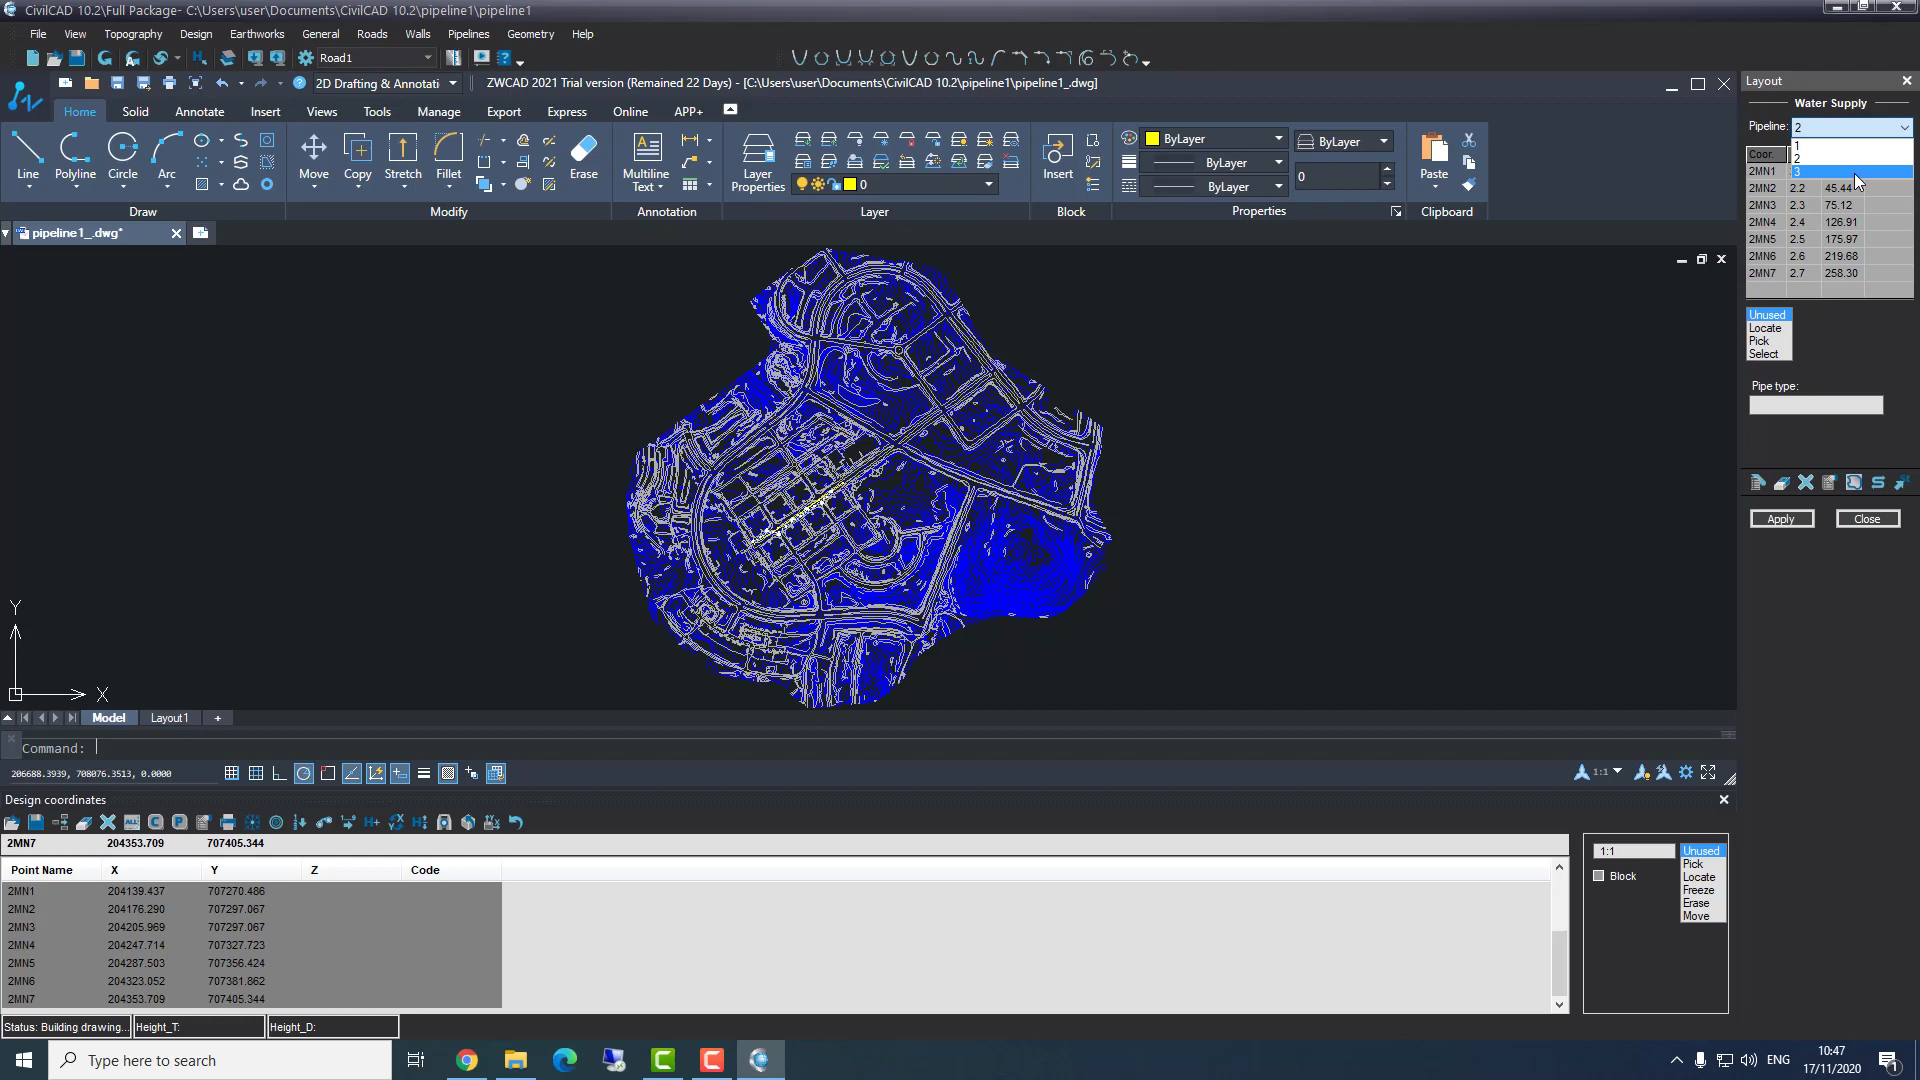 CivilCAD 10.2\Full Package- C:\Users\user\Documents\CivilCAD 10.2\pipeline1\pipeline1
File View Topography Design Earthworks General Roads Walls Pipelines Geometry Help
Road1
2D Drafting & Annotati
ZWCAD 2021 Trial version (Remained 22 Days) - [C:\Users\user\Documents\CivilCAD 10.2\pipeline1\pipeline1_.dwg]
Home Solid Annotate Insert Views Tools Manage Export Express Online APP+
Line Polyline Circle Arc
Move Copy Stretch Fillet Erase
Multiline Text
Layer Properties
0
Insert
ByLayer
ByLayer
ByLayer
ByLayer
0
Paste
Draw Modify Annotation Layer Block Properties Clipboard
pipeline1_.dwg*
Layout
Water Supply
Pipeline: 2
1
2
3
Coor.
2MN1
2MN2 2.2 45.44
2MN3 2.3 75.12
2MN4 2.4 126.91
2MN5 2.5 175.97
2MN6 2.6 219.68
2MN7 2.7 258.30
Unused
Locate
Pick
Select
Pipe type:
Apply Close
Y
X
Model Layout1 +
Command:
206688.3939, 708076.3513, 0.0000
1:1
Design coordinates
2MN7 204353.709 707405.344
Point Name X Y Z Code
2MN1 204139.437 707270.486
2MN2 204176.290 707297.067
2MN3 204205.969 707297.067
2MN4 204247.714 707327.723
2MN5 204287.503 707356.424
2MN6 204323.052 707381.862
2MN7 204353.709 707405.344
1:1
Block
Unused
Pick
Locate
Freeze
Erase
Move
Status: Building drawing... Height_T: Height_D:
Type here to search
ENG
10:47
17/11/2020
1